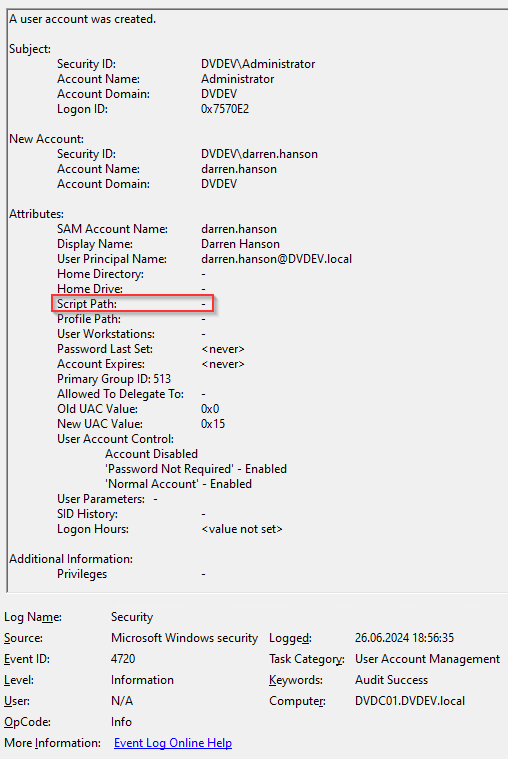 A user account was created.
Subject:
Security ID: DVDEV\Administrator
Account Name: Administrator
Account Domain: DVDEV
Logon ID: 0x7570E2
New Account:
Security ID: DVDEV\darren.hanson
Account Name: darren.hanson
Account Domain: DVDEV
Attributes:
SAM Account Name: darren.hanson
Display Name: Darren Hanson
User Principal Name: darren.hanson@DVDEV.local
Home Directory: -
Home Drive: -
Script Path: -
Profile Path: -
User Workstations: -
Password Last Set: <never>
Account Expires: <never>
Primary Group ID: 513
Allowed To Delegate To: -
Old UAC Value: 0x0
New UAC Value: 0x15
User Account Control:
Account Disabled
'Password Not Required' - Enabled
'Normal Account' - Enabled
User Parameters: -
SID History: -
Logon Hours: <value not set>
Additional Information:
Privileges -
Log Name: Security
Source: Microsoft Windows security Logged: 26.06.2024 18:56:35
Event ID: 4720 Task Category: User Account Management
Level: Information Keywords: Audit Success
User: N/A Computer: DVDC01.DVDEV.local
OpCode: Info
More Information: Event Log Online Help